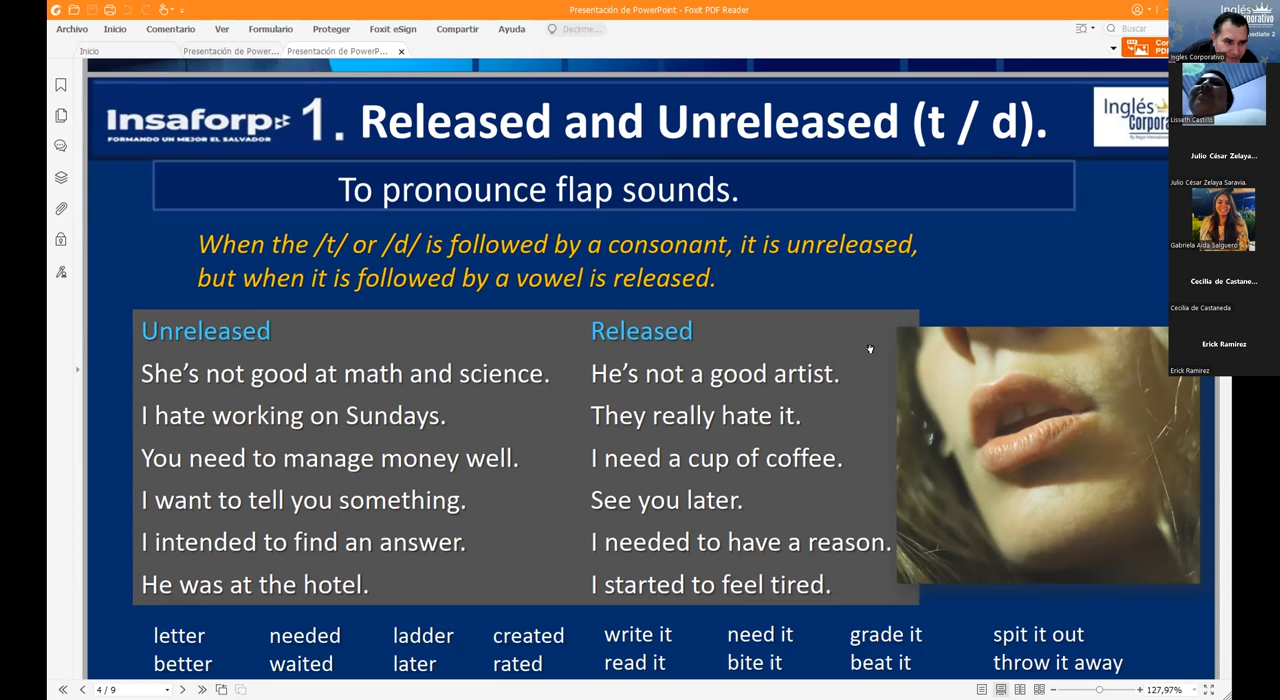 Presentación de PowerPoint - Foxit PDF Reader
Archivo Inicio Comentario Ver Formulario Proteger Foxit eSign Compartir Ayuda Decirme... Buscar
Inicio Presentación de Power... Presentación de PowerP...
Insaforp
FORMANDO UN MEJOR EL SALVADOR
1. Released and Unreleased (t / d).
Inglés
To pronounce flap sounds.
When the /t/ or /d/ is followed by a consonant, it is unreleased,
but when it is followed by a vowel is released.
Unreleased
She’s not good at math and science.
I hate working on Sundays.
You need to manage money well.
I want to tell you something.
I intended to find an answer.
He was at the hotel.
Released
He’s not a good artist.
They really hate it.
I need a cup of coffee.
See you later.
I needed to have a reason.
I started to feel tired.
letter needed ladder created write it need it grade it spit it out
better waited later rated read it bite it beat it throw it away
4 / 9
127,97%
Inglés
Ingles Corporativo
Lisseth Castillo
Julio César Zelaya...
Julio César Zelaya Saravia.
Gabriela Aida Salguero
Cecilia de Castane...
Cecilia de Castaneda
Erick Ramirez
Erick Ramirez